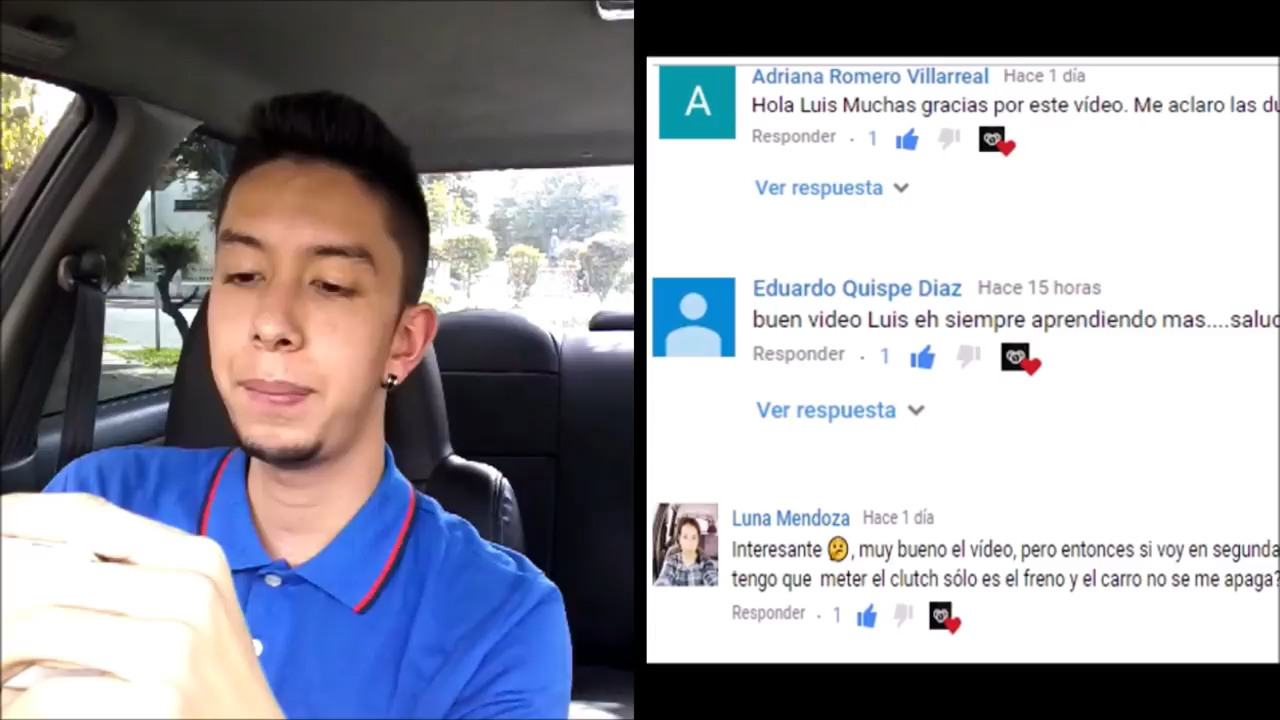 A
Adriana Romero Villarreal Hace 1 día
Hola Luis Muchas gracias por este vídeo. Me aclaro las du
Responder . 1
Ver respuesta
Eduardo Quispe Diaz Hace 15 horas
buen video Luis eh siempre aprendiendo mas....saluc
Responder . 1
Ver respuesta
Luna Mendoza Hace 1 día
Interesante 🤔, muy bueno el vídeo, pero entonces si voy en segunda
tengo que meter el clutch sólo es el freno y el carro no se me apaga?
Responder . 1